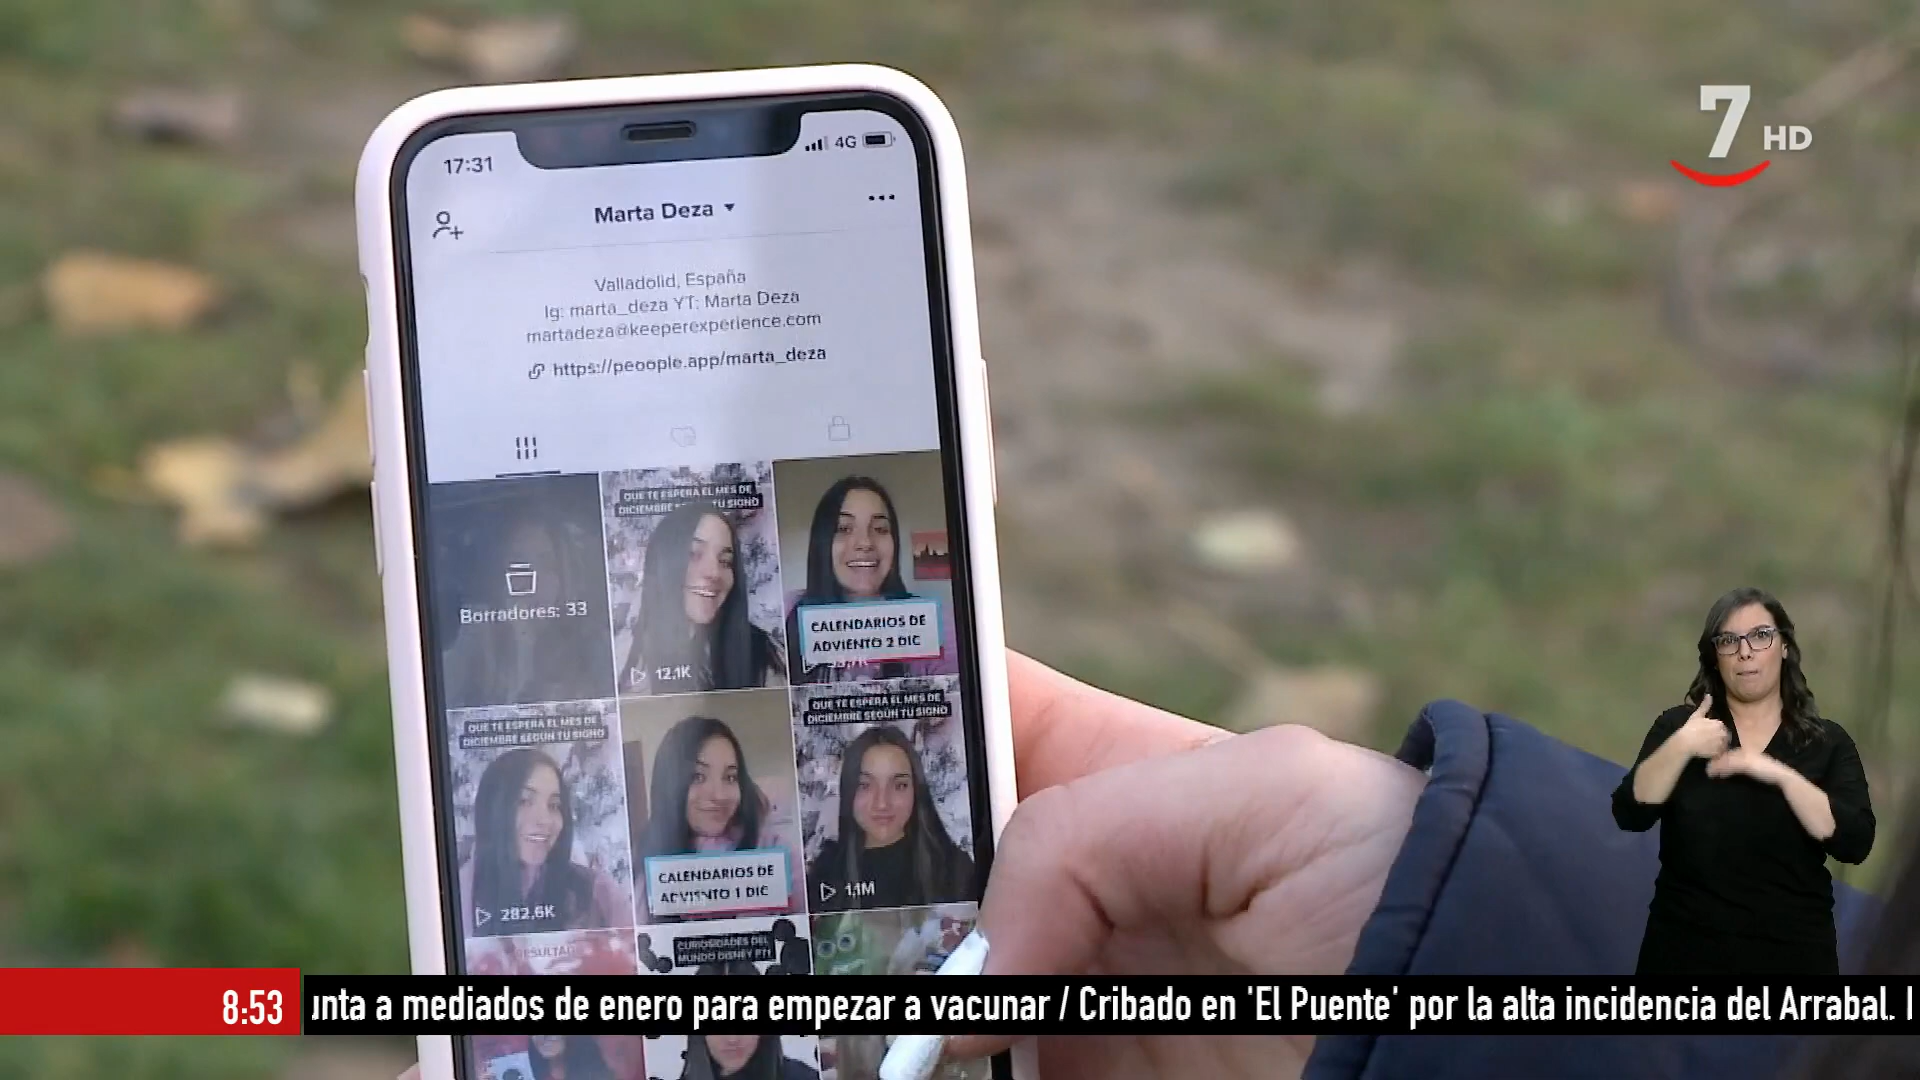 7 HD
17:31
4G
Marta Deza
Valladolid, España
Ig: marta_deza YT: Marta Deza
martadeza@keeperexperience.com
https://peoople.app/marta_deza
Borradores: 33
QUE TE ESPERA EL MES DE
DICIEMBRE TU SIGNO
12,1K
CALENDARIOS DE
ADVIENTO 2 DIC
QUE TE ESPERA EL MES DE
DICIEMBRE SEGÚN TU SIGNO
282,6K
CALENDARIOS DE
ADVIENTO 1 DIC
QUE TE ESPERA EL MES DE
DICIEMBRE SEGÚN TU SIGNO
1,1M
CURIOSIDADES DEL
MUNDO DISNEY PT1
8:53
unta a mediados de enero para empezar a vacunar / Cribado en 'El Puente' por la alta incidencia del Arrabal.